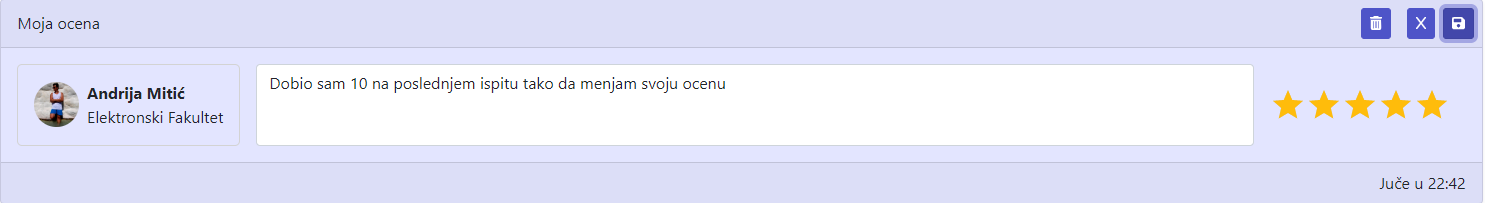 Moja ocena
X
Andrija Mitić
Elektronski Fakultet
Dobio sam 10 na poslednjem ispitu tako da menjam svoju ocenu
Juče u 22:42